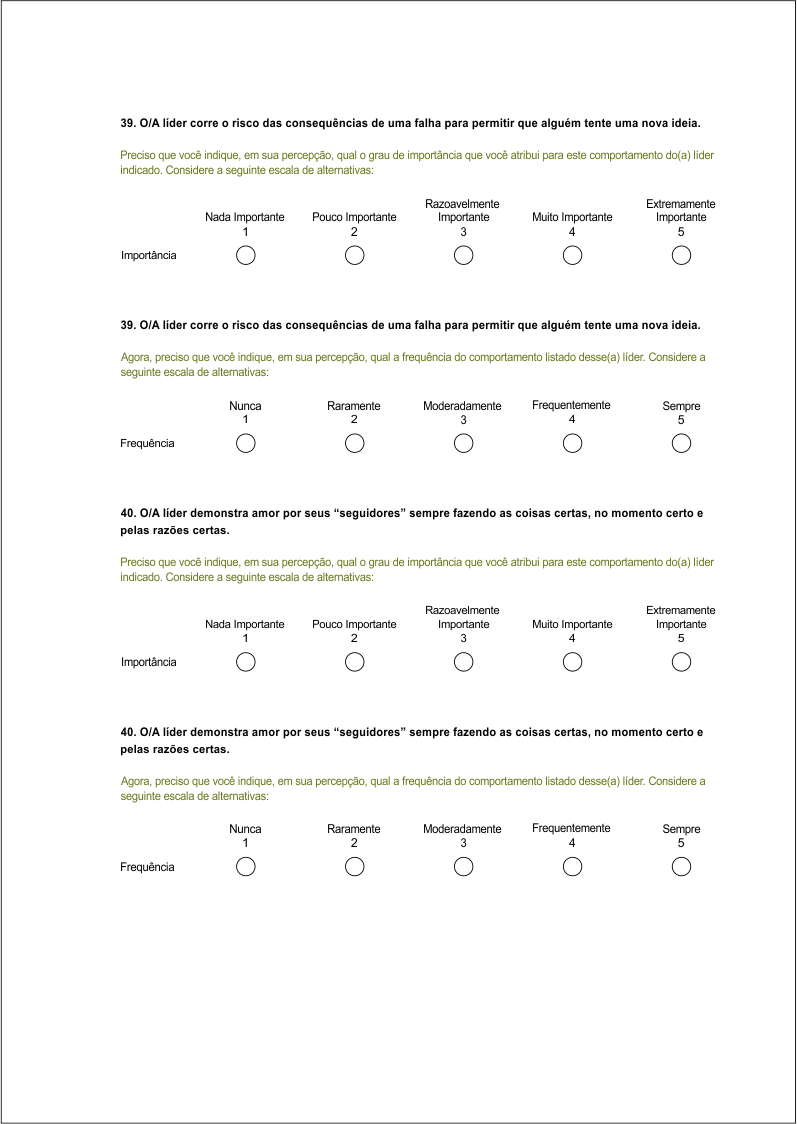 39. O/A líder corre o risco das consequências de uma falha para permitir que alguém tente uma nova ideia.
Preciso que você indique, em sua percepção, qual o grau de importância que você atribui para este comportamento do(a) líder
indicado. Considere a seguinte escala de alternativas:
Nada Importante Pouco Importante Razoavelmente Importante Muito Importante Extremamente Importante
1 2 3 4 5
Importância
39. O/A líder corre o risco das consequências de uma falha para permitir que alguém tente uma nova ideia.
Agora, preciso que você indique, em sua percepção, qual a frequência do comportamento listado desse(a) líder. Considere a
seguinte escala de alternativas:
Nunca Raramente Moderadamente Frequentemente Sempre
1 2 3 4 5
Frequência
40. O/A líder demonstra amor por seus “seguidores” sempre fazendo as coisas certas, no momento certo e
pelas razões certas.
Preciso que você indique, em sua percepção, qual o grau de importância que você atribui para este comportamento do(a) líder
indicado. Considere a seguinte escala de alternativas:
Nada Importante Pouco Importante Razoavelmente Importante Muito Importante Extremamente Importante
1 2 3 4 5
Importância
40. O/A líder demonstra amor por seus “seguidores” sempre fazendo as coisas certas, no momento certo e
pelas razões certas.
Agora, preciso que você indique, em sua percepção, qual a frequência do comportamento listado desse(a) líder. Considere a
seguinte escala de alternativas:
Nunca Raramente Moderadamente Frequentemente Sempre
1 2 3 4 5
Frequência